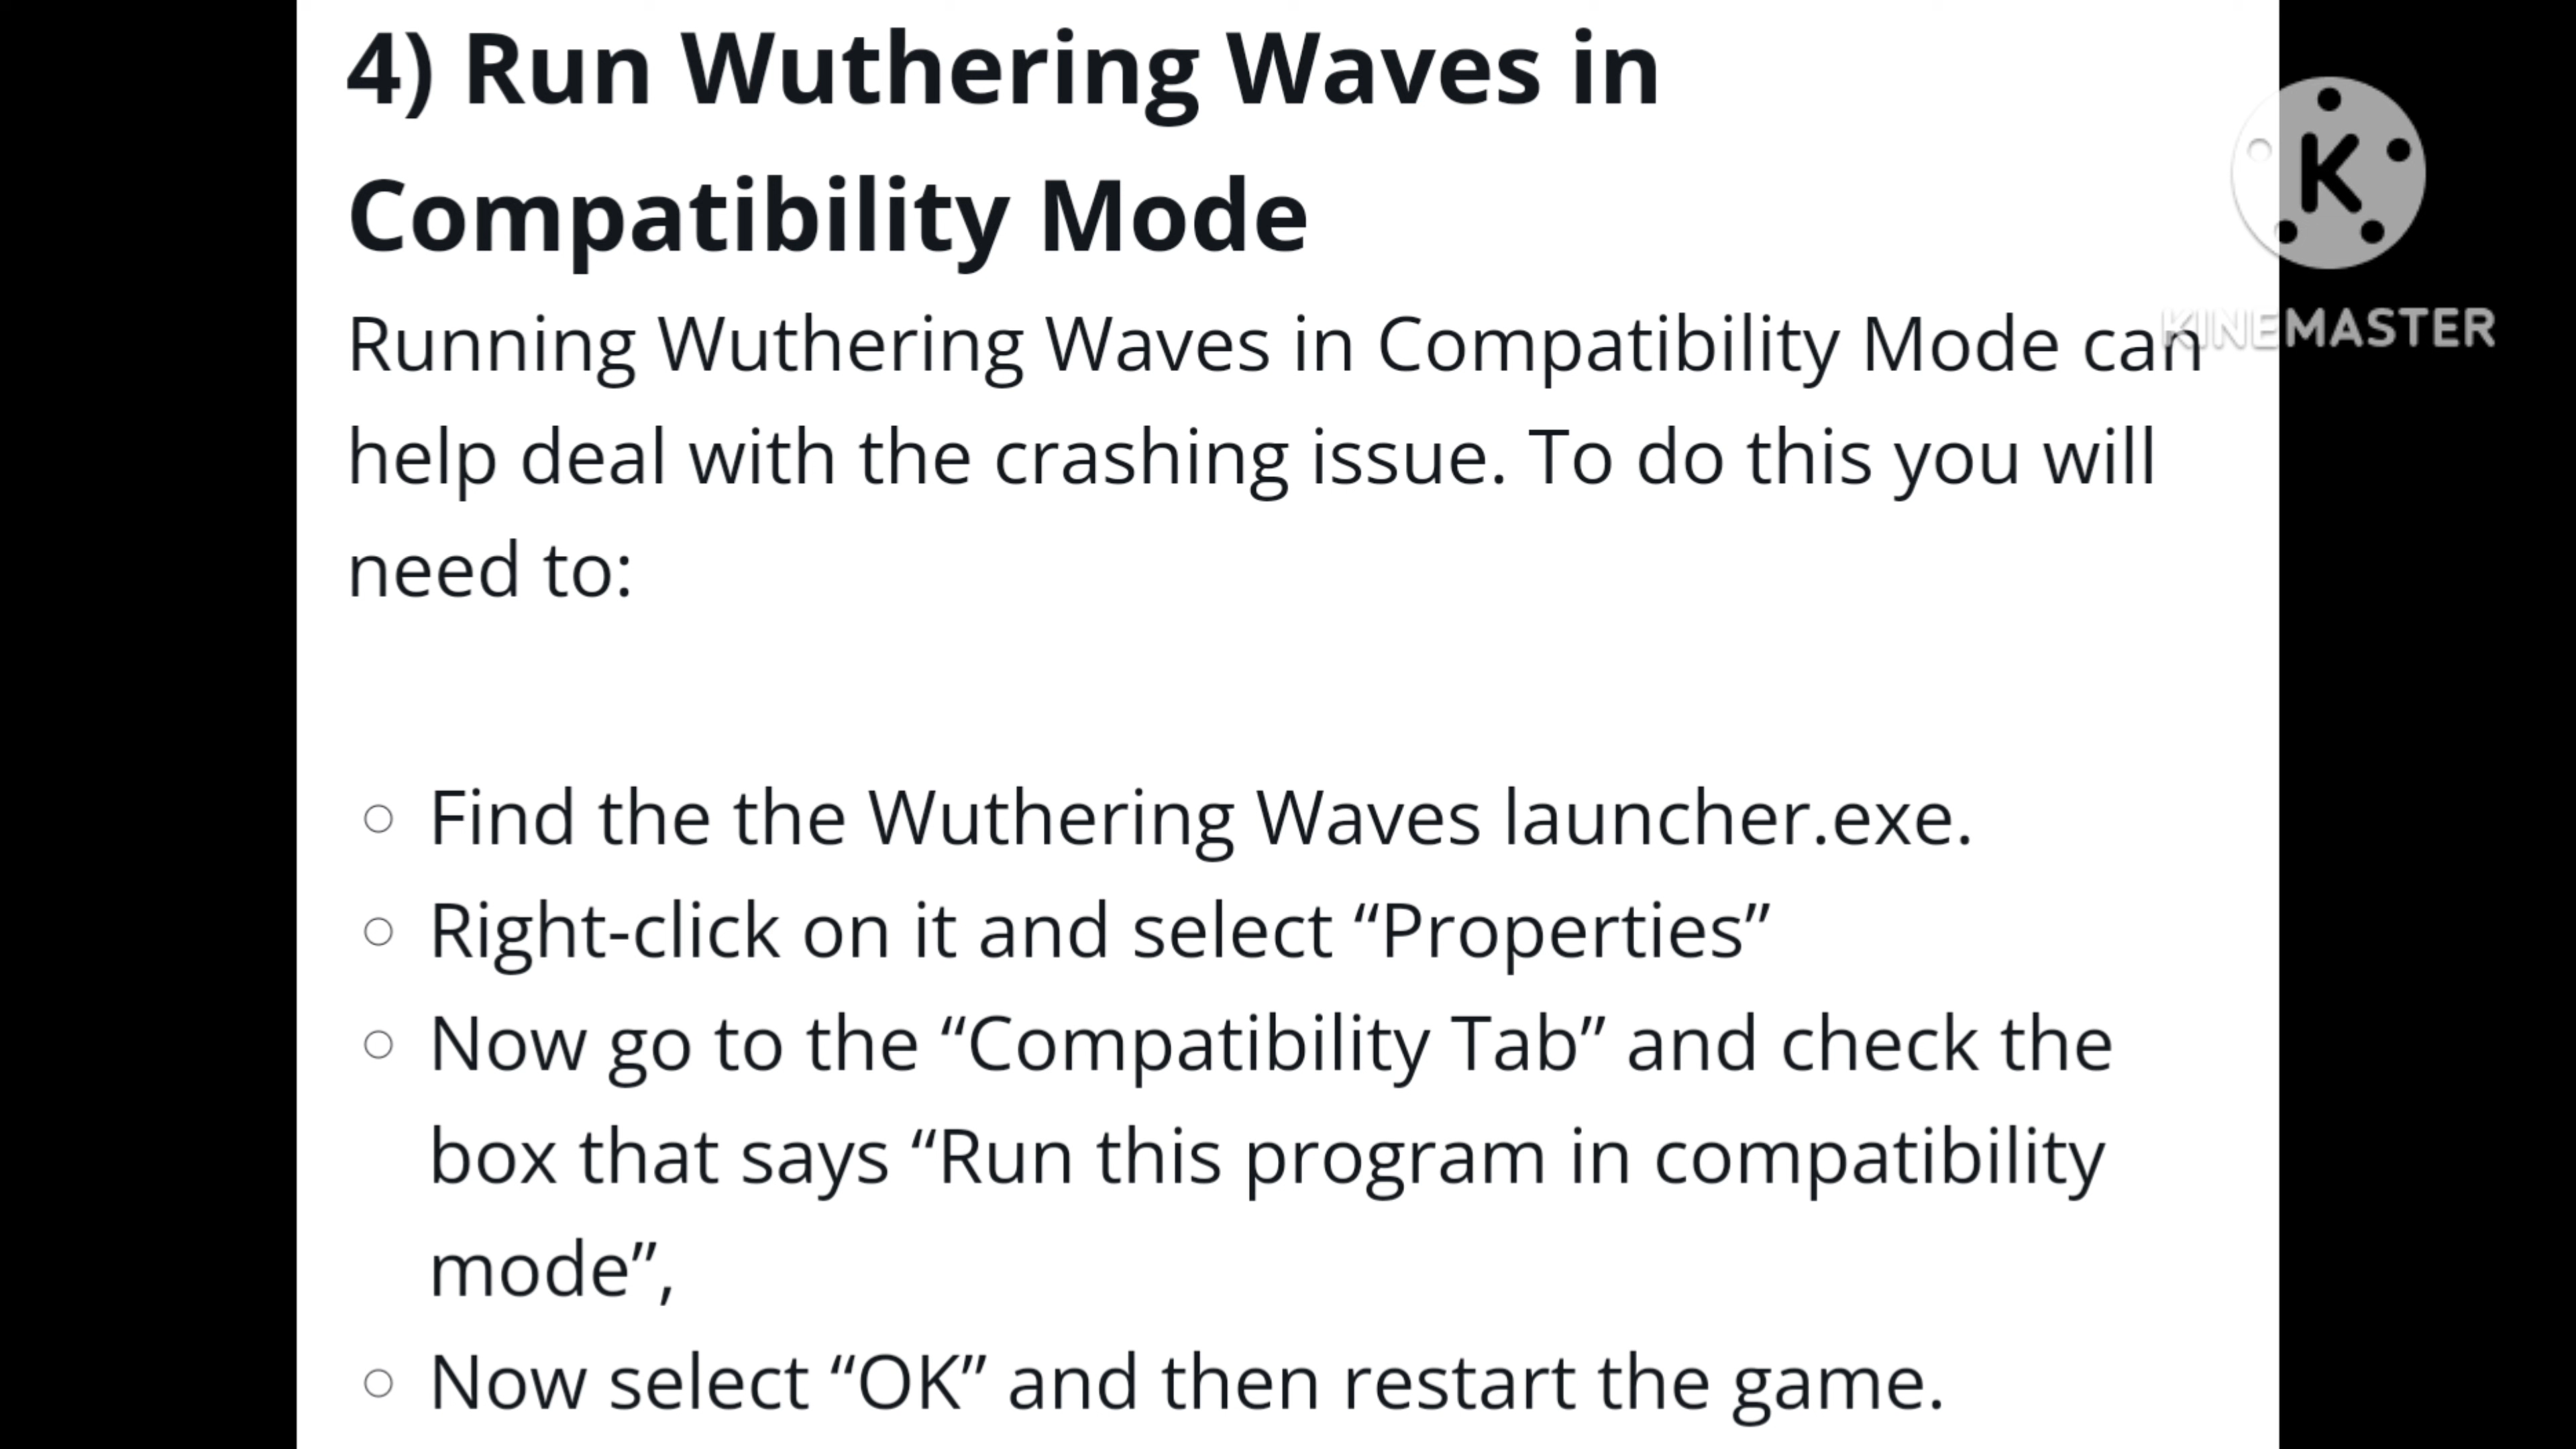 4) Run Wuthering Waves in
Compatibility Mode
Running Wuthering Waves in Compatibility Mode can
help deal with the crashing issue. To do this you will
need to:
Find the the Wuthering Waves launcher.exe.
Right-click on it and select “Properties”
Now go to the “Compatibility Tab” and check the
box that says “Run this program in compatibility
mode”,
Now select “OK” and then restart the game.
K
KINEMASTER